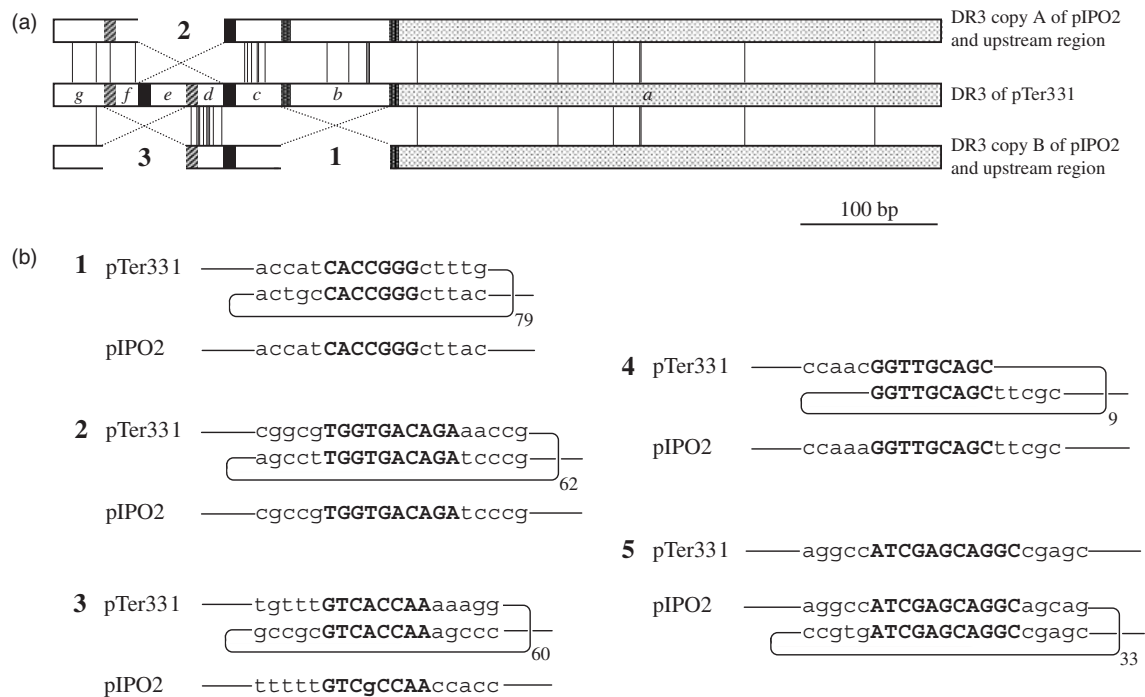 (a)
2
DR3 copy A of pIPO2
and upstream region
g f e d c b a
DR3 of pTer331
3 1
DR3 copy B of pIPO2
and upstream region
100 bp
(b)
1 pTer331 accatCACCGGGctttg
actgcCACCGGGcttac
79
pIPO2 accatCACCGGGcttac
2 pTer331 cggcgTGGTGACAGAaaccg
agccttTGGTGACAGAtcccg
62
pIPO2 cgccgTGGTGACAGAtcccg
3 pTer331 tgtttGTCACCAAaaagg
gccgcGTCACCAAagccc
60
pIPO2 tttttGTCgCCAAccacc
4 pTer331 ccaacGGTTGCAGC
GGTTGCAGCttcgc
9
pIPO2 ccaaaGGTTGCAGCttcgc
5 pTer331 aggccATCGAGCAGGCcgagc
pIPO2 aggccATCGAGCAGGCagcag
ccgtgATCGAGCAGGCcgagc
33